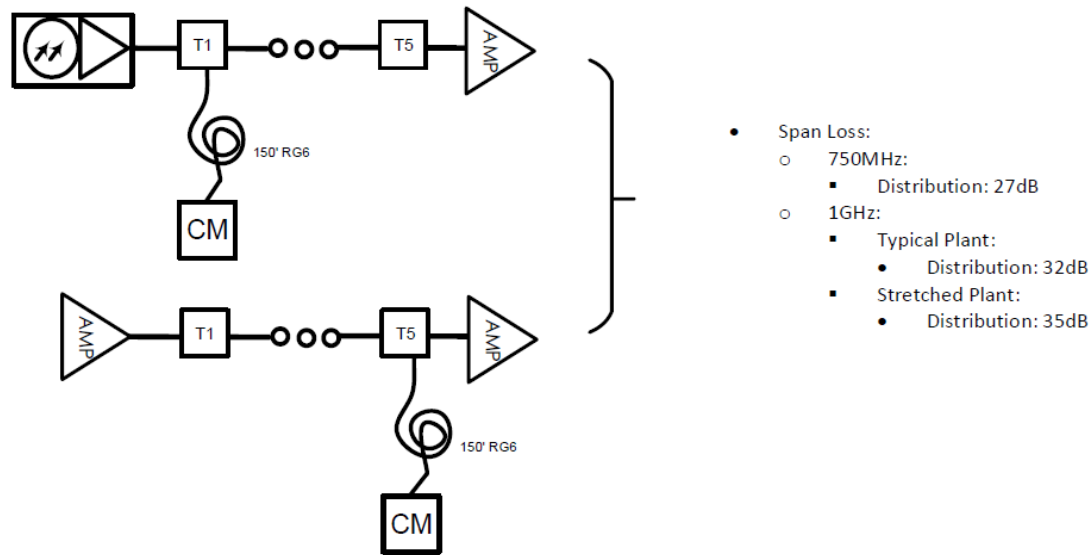 T1
T5
AMP
150' RG6
CM
AMP
T1
T5
AMP
150' RG6
CM
• Span Loss:
o 750MHz:
▪ Distribution: 27dB
o 1GHz:
▪ Typical Plant:
• Distribution: 32dB
▪ Stretched Plant:
• Distribution: 35dB